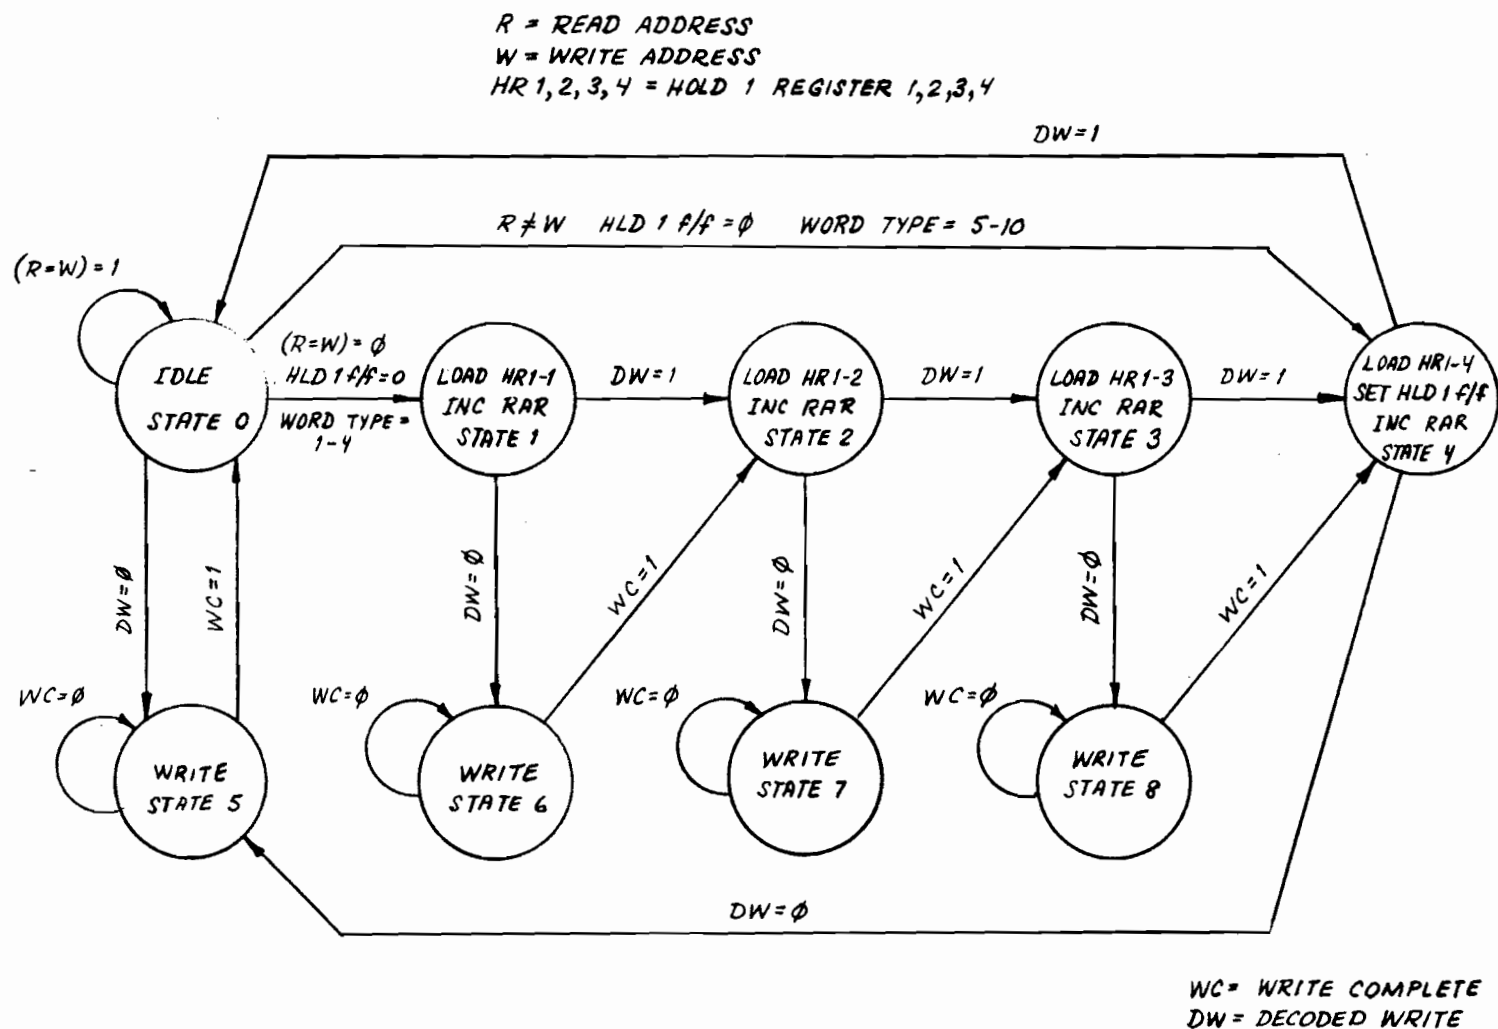 R = READ ADDRESS
W = WRITE ADDRESS
HR 1,2,3,4 = HOLD 1 REGISTER 1,2,3,4
DW=1
R ≠ W HLD 1 f/f = ϕ WORD TYPE = 5-10
(R=W) = 1
(R=W) = ϕ
HLD 1 f/f=0
WORD TYPE =
1-4
IDLE
STATE 0
LOAD HR1-1
INC RAR
STATE 1
DW=1
LOAD HR1-2
INC RAR
STATE 2
DW=1
LOAD HR1-3
INC RAR
STATE 3
DW=1
LOAD HR1-4
SET HLD 1 f/f
INC RAR
STATE 4
DW=ϕ
WC=1
DW=ϕ
WC=1
DW=ϕ
WC=1
DW=ϕ
WC=1
WC=ϕ
WC=ϕ
WC=ϕ
WC=ϕ
WRITE
STATE 5
WRITE
STATE 6
WRITE
STATE 7
WRITE
STATE 8
DW=ϕ
WC= WRITE COMPLETE
DW= DECODED WRITE